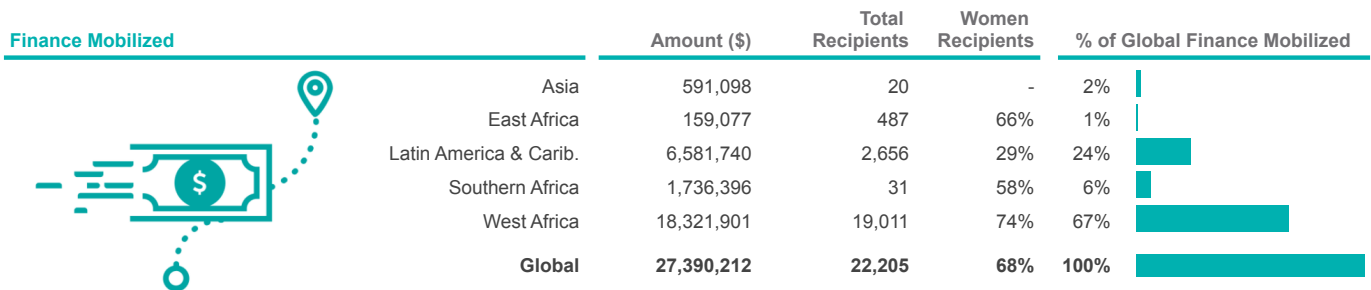 Finance Mobilized Amount ($) Total Recipients Women Recipients % of Global Finance Mobilized
Asia 591,098 20 - 2%
East Africa 159,077 487 66% 1%
Latin America & Carib. 6,581,740 2,656 29% 24%
Southern Africa 1,736,396 31 58% 6%
West Africa 18,321,901 19,011 74% 67%
Global 27,390,212 22,205 68% 100%
$